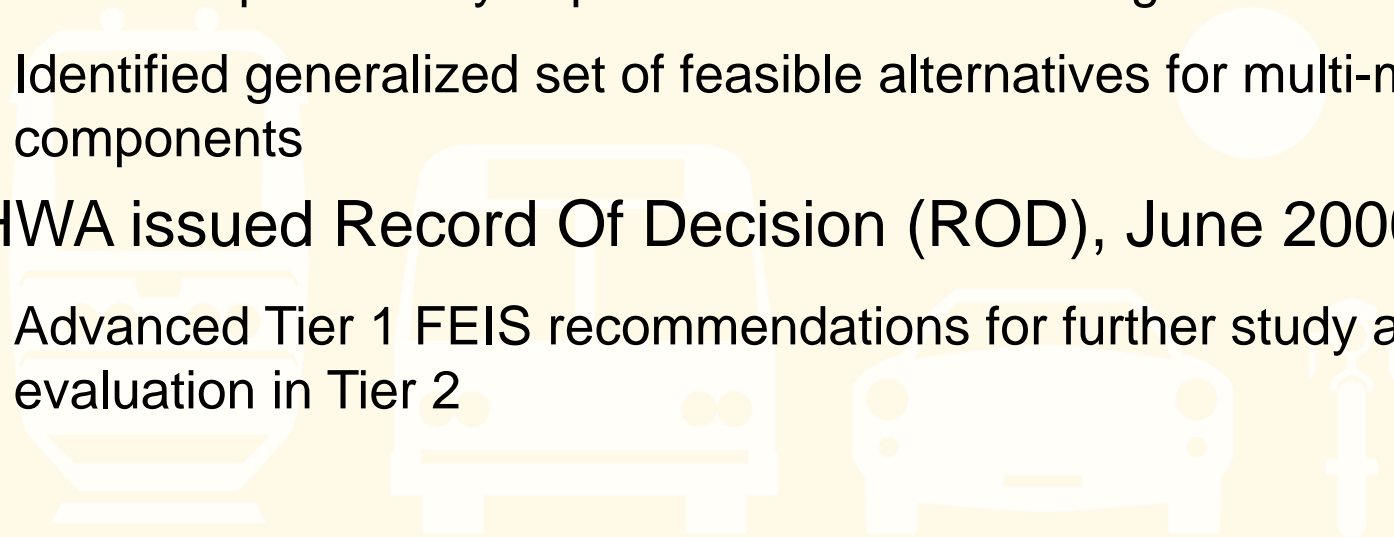 Identified generalized set of feasible alternatives for multi-m
components
HWA issued Record Of Decision (ROD), June 200
Advanced Tier 1 FEIS recommendations for further study a
evaluation in Tier 2